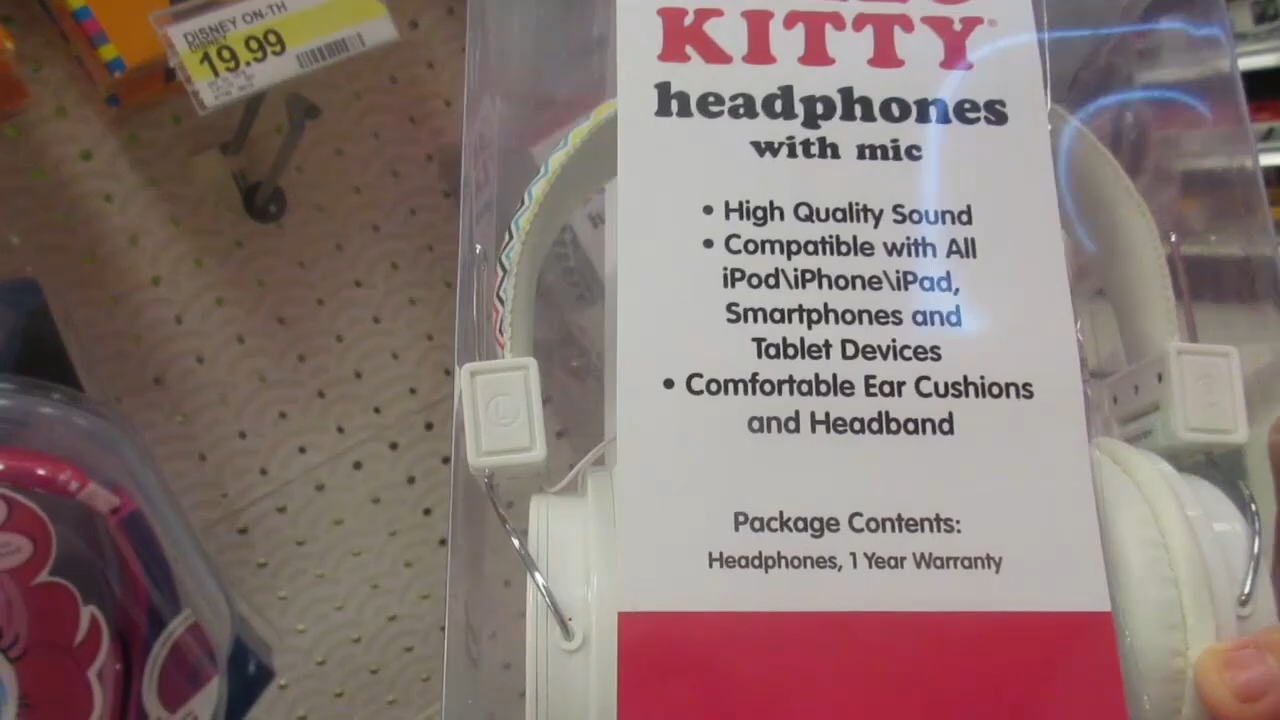 DISNEY ON-TH
DISNEY
19.99
KITTY®
headphones
with mic
• High Quality Sound
• Compatible with All
iPod\iPhone\iPad,
Smartphones and
Tablet Devices
• Comfortable Ear Cushions
and Headband
L
Package Contents:
Headphones, 1 Year Warranty